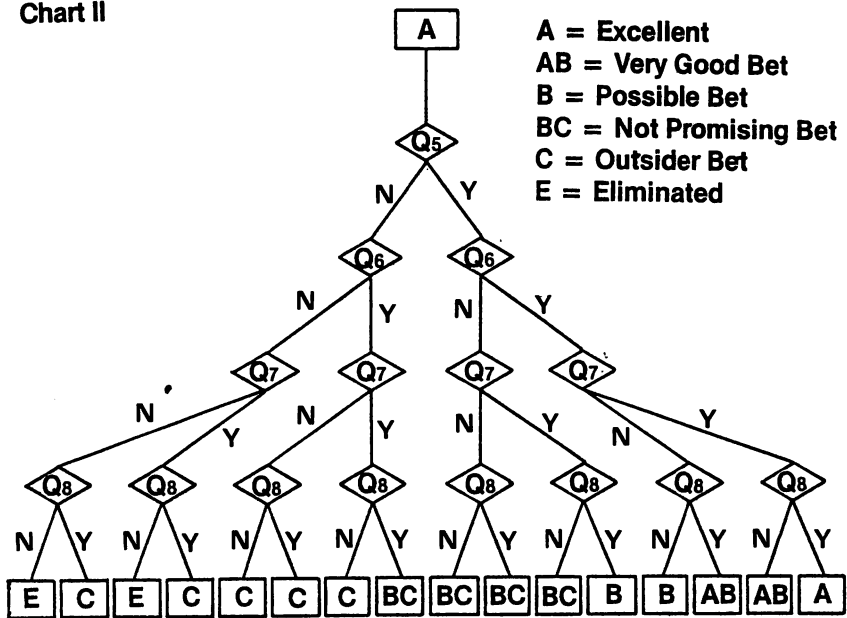 Chart II
A
A = Excellent
AB = Very Good Bet
B = Possible Bet
BC = Not Promising Bet
C = Outsider Bet
E = Eliminated
Q5
N Y
Q6 Q6
N Y N Y
Q7 Q7 Q7 Q7
N Y N Y N Y N Y
Q8 Q8 Q8 Q8 Q8 Q8 Q8 Q8
N Y N Y N Y N Y N Y N Y N Y N Y
E C E C C C C BC BC BC BC B B AB AB A